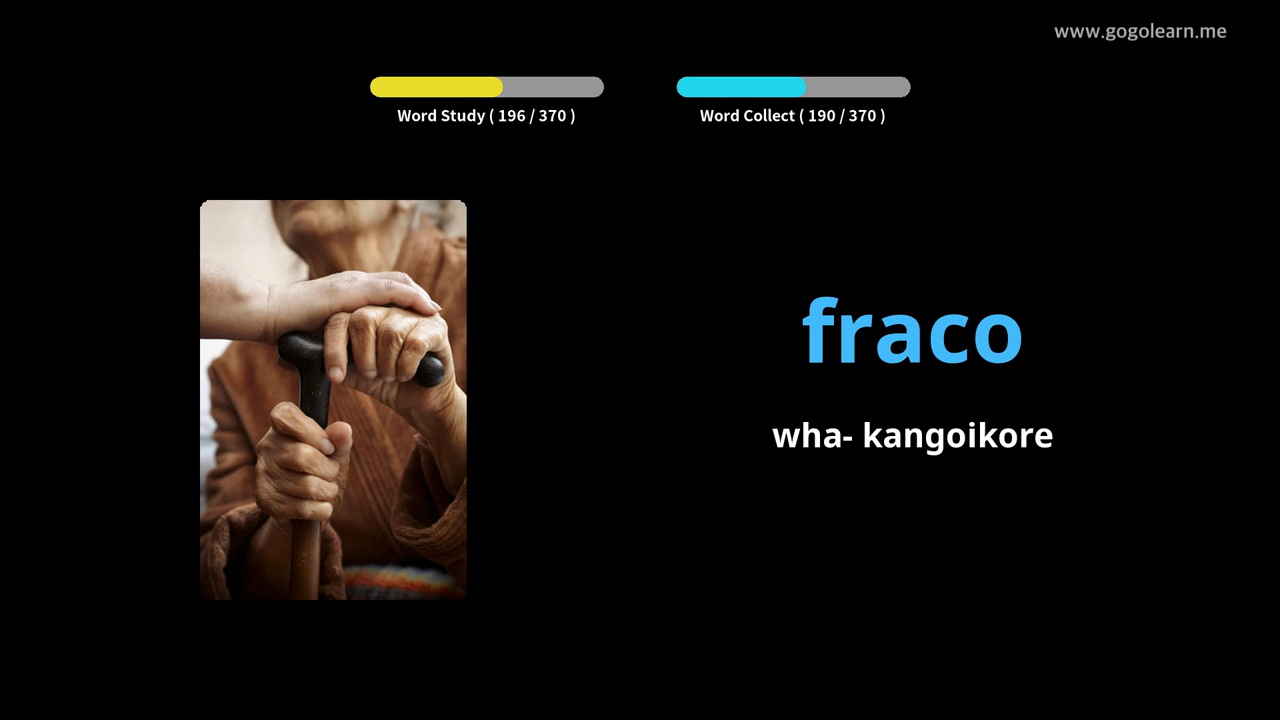 www.gogolearn.me
Word Study ( 196 / 370 )
Word Collect ( 190 / 370 )
fraco
wha- kangoikore